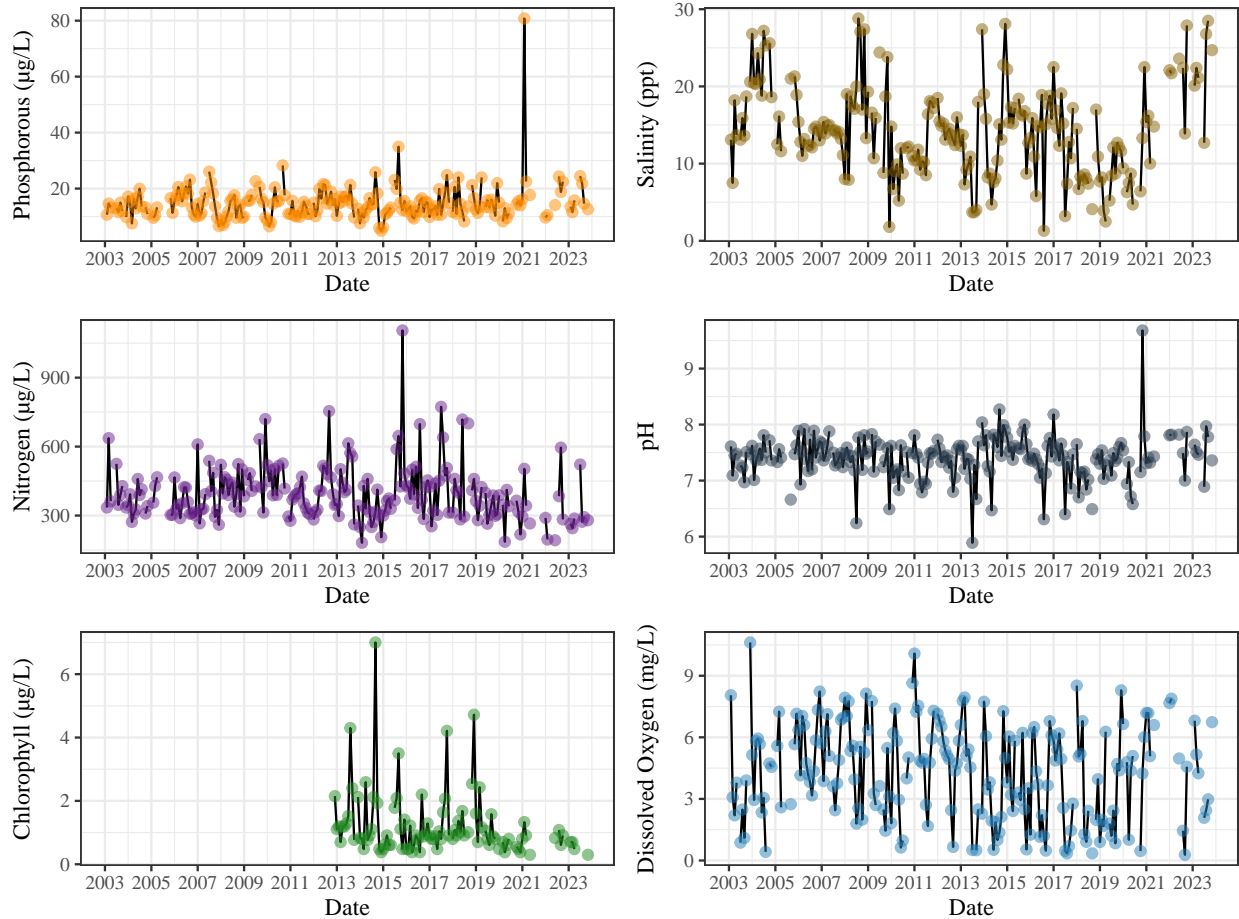 Phosphorous (µg/L)
80
60
40
20
2003 2005 2007 2009 2011 2013 2015 2017 2019 2021 2023
Date
Salinity (ppt)
30
20
10
0
2003 2005 2007 2009 2011 2013 2015 2017 2019 2021 2023
Date
Nitrogen (µg/L)
900
600
300
2003 2005 2007 2009 2011 2013 2015 2017 2019 2021 2023
Date
pH
9
8
7
6
2003 2005 2007 2009 2011 2013 2015 2017 2019 2021 2023
Date
Chlorophyll (µg/L)
6
4
2
0
2003 2005 2007 2009 2011 2013 2015 2017 2019 2021 2023
Date
Dissolved Oxygen (mg/L)
9
6
3
0
2003 2005 2007 2009 2011 2013 2015 2017 2019 2021 2023
Date